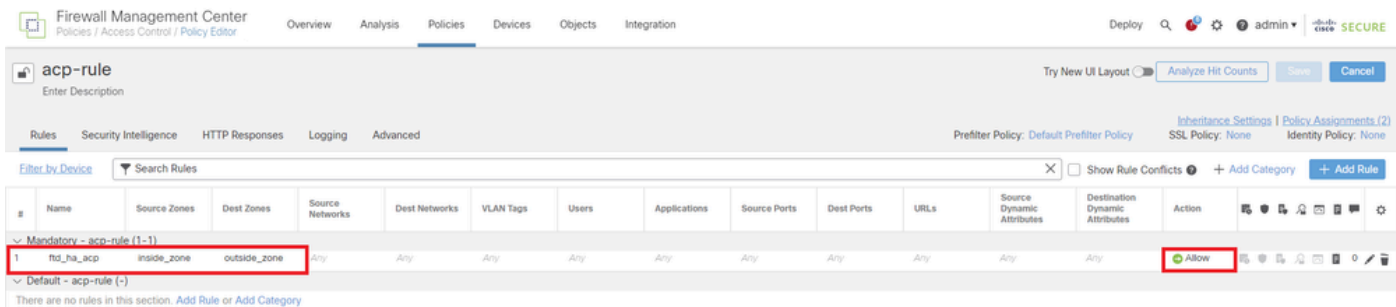 Firewall Management Center
Policies / Access Control / Policy Editor
Overview Analysis Policies Devices Objects Integration
Deploy admin
cisco SECURE
acp-rule
Enter Description
Try New UI Layout Analyze Hit Counts Save Cancel
Inheritance Settings | Policy Assignments (2)
Rules Security Intelligence HTTP Responses Logging Advanced
Prefilter Policy: Default Prefilter Policy SSL Policy: None Identity Policy: None
Filter by Device Search Rules Show Rule Conflicts + Add Category + Add Rule
# Name Source Zones Dest Zones Source Networks Dest Networks VLAN Tags Users Applications Source Ports Dest Ports URLs Source Dynamic Attributes Destination Dynamic Attributes Action
Mandatory - acp-rule (1-1)
1 ftd_ha_acp inside_zone outside_zone Any Any Any Any Any Any Any Any Any Any Allow 0
Default - acp-rule (-)
There are no rules in this section. Add Rule or Add Category